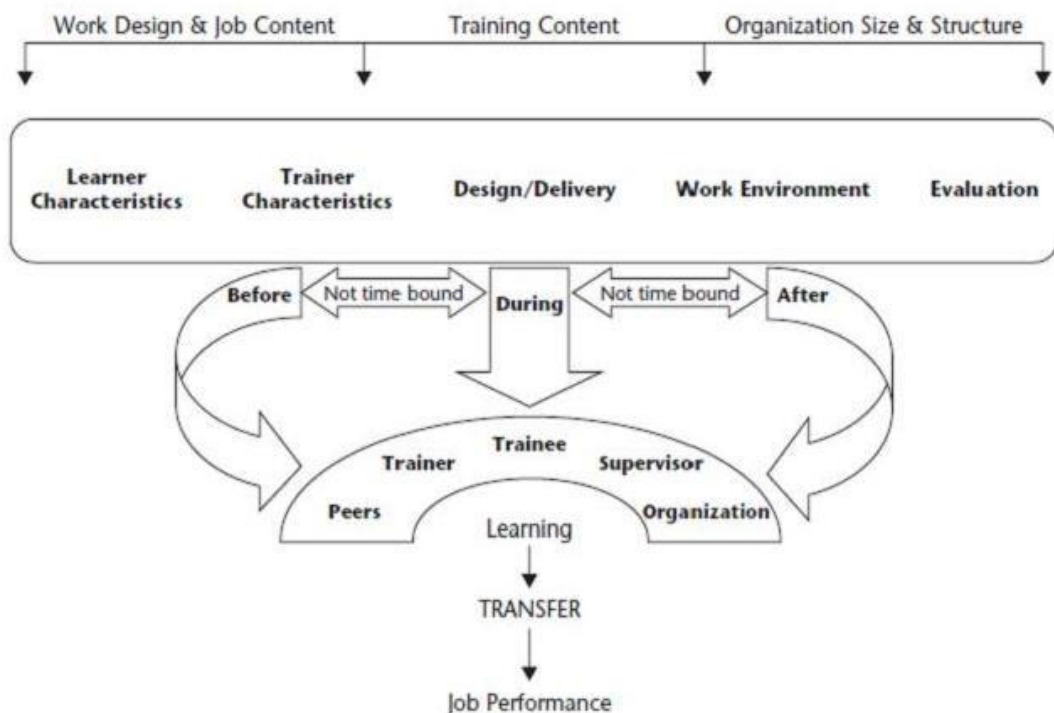 Work Design & Job Content Training Content Organization Size & Structure
Learner Characteristics Trainer Characteristics Design/Delivery Work Environment Evaluation
Before Not time bound During Not time bound After
Trainee
Trainer Supervisor
Peers Organization
Learning
TRANSFER
Job Performance